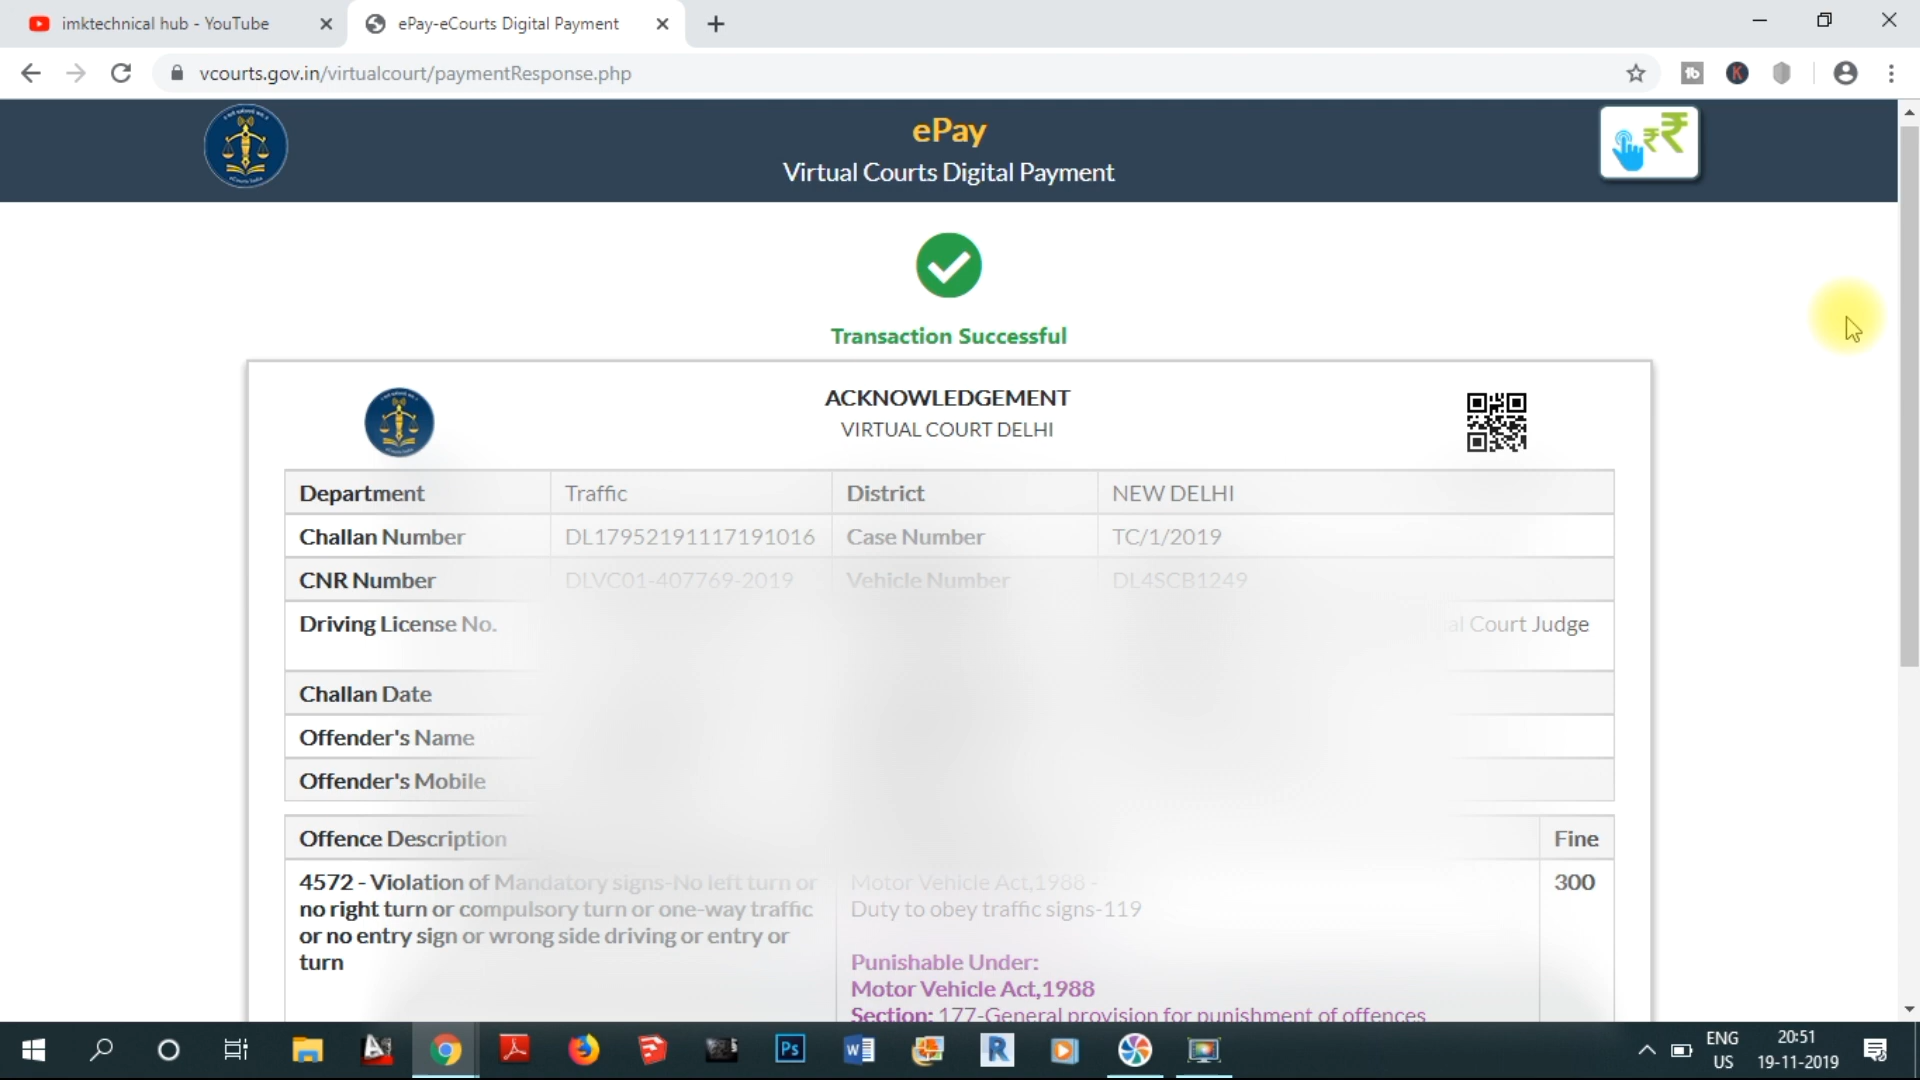 imktechnical hub - YouTube
ePay-eCourts Digital Payment
vcourts.gov.in/virtualcourt/paymentResponse.php
ePay
Virtual Courts Digital Payment
Transaction Successful
ACKNOWLEDGEMENT
VIRTUAL COURT DELHI
Department Traffic District NEW DELHI
Challan Number DL17952191117191016 Case Number TC/1/2019
CNR Number DLVC01-407769-2019 Vehicle Number DL4SCB1249
Driving License No. Court Judge
Challan Date
Offender's Name
Offender's Mobile
Offence Description Fine
4572 - Violation of Mandatory signs-No left turn or
no right turn or compulsory turn or one-way traffic
or no entry sign or wrong side driving or entry or
turn
Motor Vehicle Act,1988 -
Duty to obey traffic signs-119
Punishable Under:
Motor Vehicle Act,1988
Section: 177-General provision for punishment of offences
300
ENG
US
20:51
19-11-2019